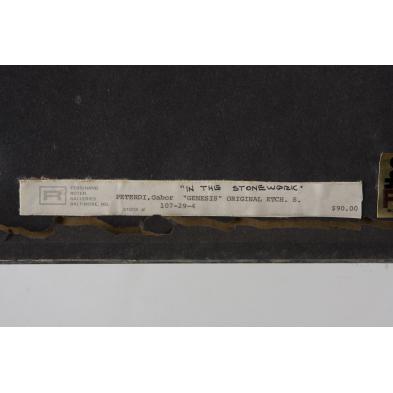 "IN THE STONEWORK"
R
FERDINAND
ROTEN
GALLERIES
BALTIMORE, MD.
PETERDI, Gabor "GENESIS" ORIGINAL ETCH. S.
107-29-4
$90.00